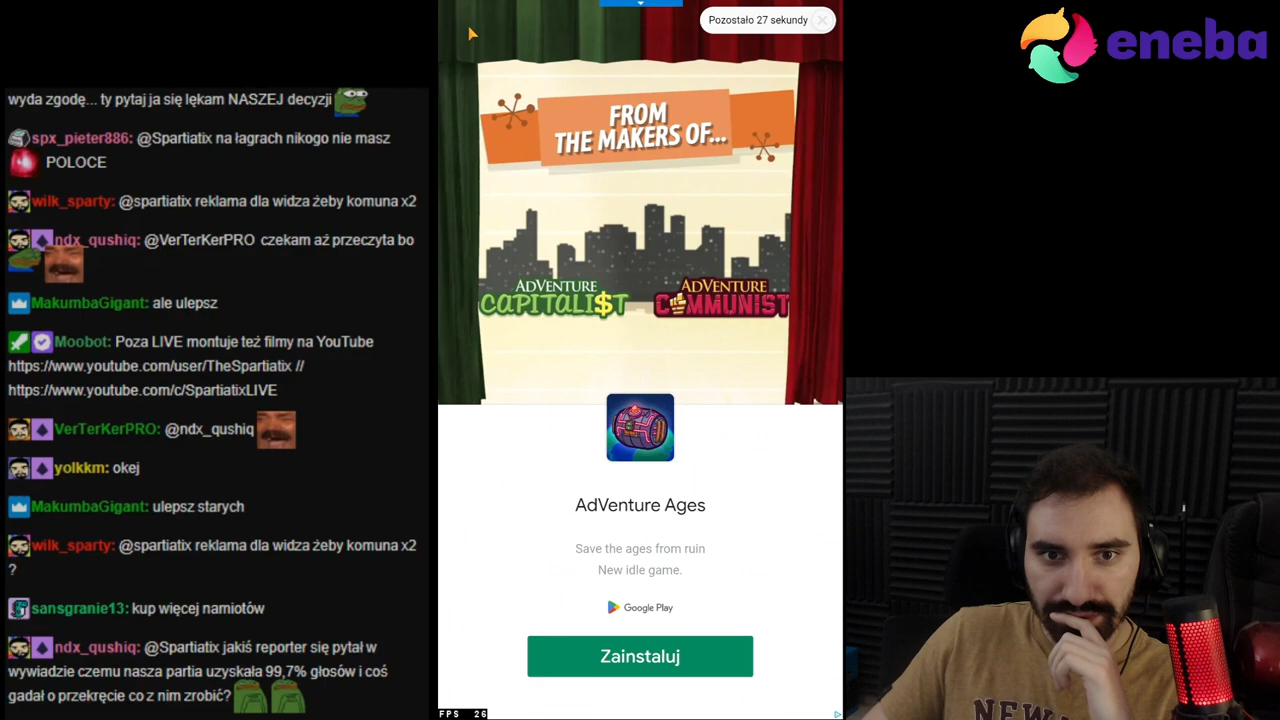 wyda zgodę... ty pytaj ja się lękam NASZEJ decyzji
spx_pieter886: @Spartiatix na łagrach nikogo nie masz
POLOCE
wilk_sparty: @spartiatix reklama dla widza żeby komuna x2
ndx_qushiq: @VerTerKerPRO czekam aż przeczyta bo
MakumbaGigant: ale ulepsz
Moobot: Poza LIVE montuje też filmy na YouTube
https://www.youtube.com/user/TheSpartiatix //
https://www.youtube.com/c/SpartiatixLIVE
VerTerKerPRO: @ndx_qushiq
yolkkm: okej
MakumbaGigant: ulepsz starych
wilk_sparty: @spartiatix reklama dla widza żeby komuna x2
?
sansgranie13: kup więcej namiotów
ndx_qushiq: @Spartiatix jakiś reporter się pytał w
wywiadzie czemu nasza partia uzyskała 99,7% głosów i coś
gadał o przekręcie co z nim zrobić?
Pozostało 27 sekundy
FROM
THE MAKERS OF...
ADVENTURE
CAPITALI$T
ADVENTURE
COMMUNIST
AdVenture Ages
Save the ages from ruin
New idle game.
Google Play
Zainstaluj
FPS 26
eneba
NEW